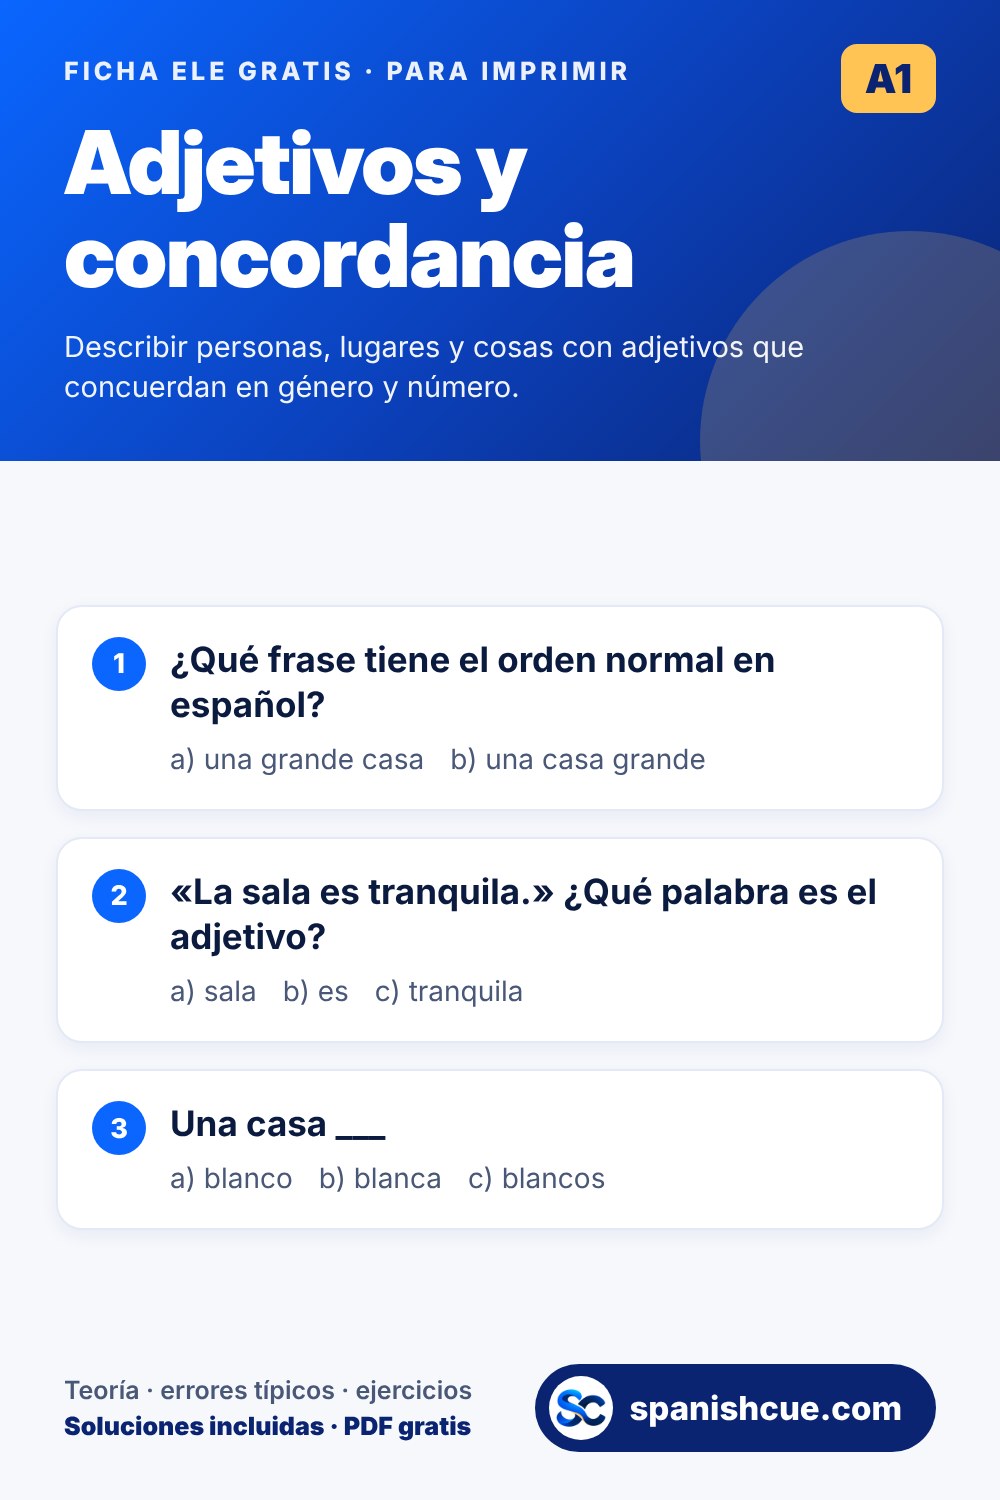 FICHA ELE GRATIS · PARA IMPRIMIR
A1
Adjetivos y
concordancia
Describir personas, lugares y cosas con adjetivos que
concuerdan en género y número.
1
¿Qué frase tiene el orden normal en
español?
a) una grande casa b) una casa grande
2
«La sala es tranquila.» ¿Qué palabra es el
adjetivo?
a) sala b) es c) tranquila
3
Una casa ___
a) blanco b) blanca c) blancos
Teoría · errores típicos · ejercicios
Soluciones incluidas · PDF gratis
SC
spanishcue.com